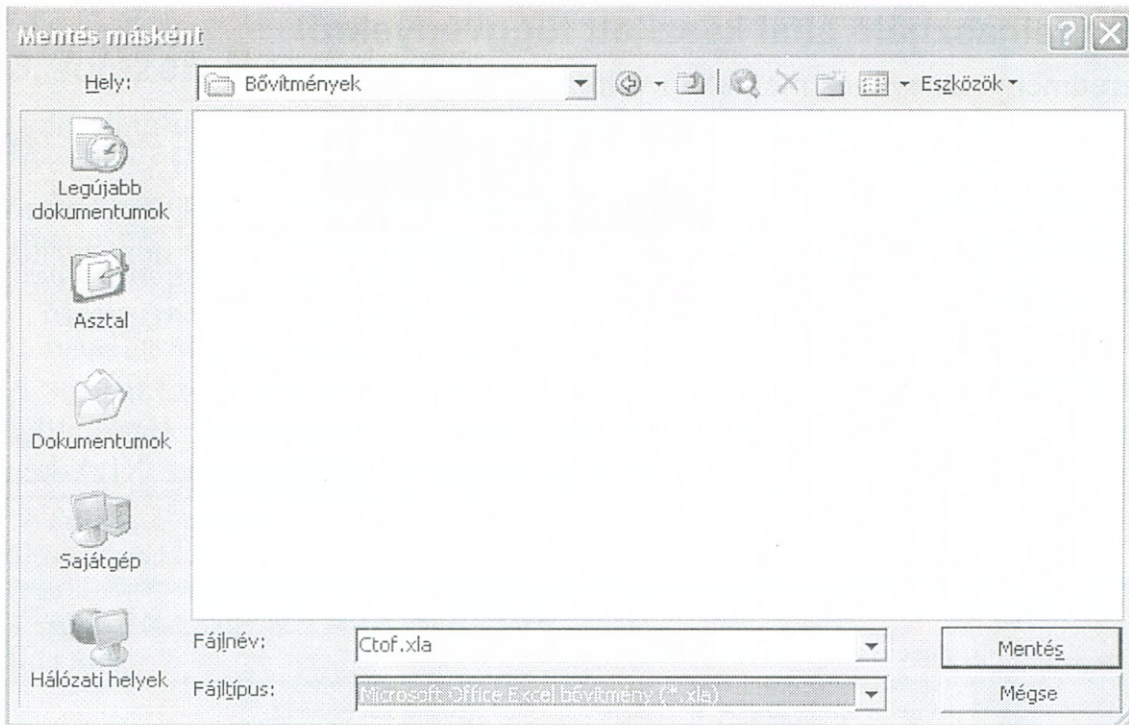 Mentés másként
Hely:
Bővítmények
Eszközök
Legújabb
dokumentumok
Asztal
Dokumentumok
Sajátgép
Hálózati helyek
Fájlnév:
Ctof.xla
Mentés
Fájltípus:
Microsoft Office Excel bővítmény (*.xla)
Mégse